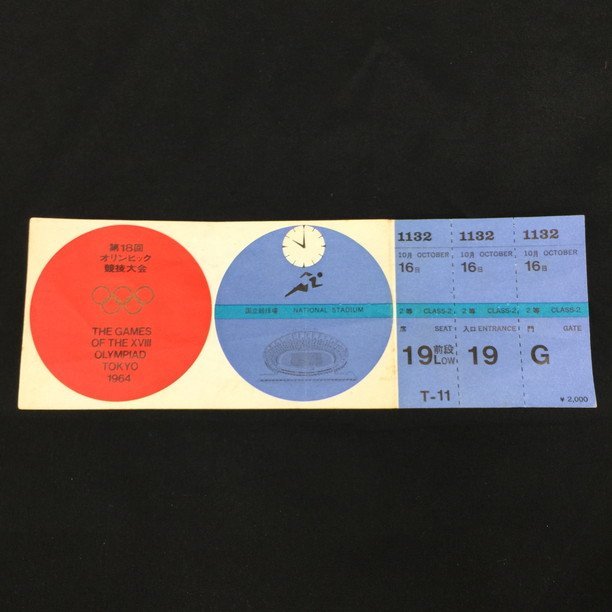 第18回
オリンピック
競技大会
THE GAMES
OF THE XVIII
OLYMPIAD
TOKYO
1964
国立競技場 NATIONAL STADIUM
1132
10月 OCTOBER
16日
2等 CLASS-2
席 SEAT
19 前段 LOW
T-11
1132
10月 OCTOBER
16日
2等 CLASS-2
入口 ENTRANCE
19
1132
10月 OCTOBER
16日
2等 CLASS-2
門 GATE
G
¥2,000